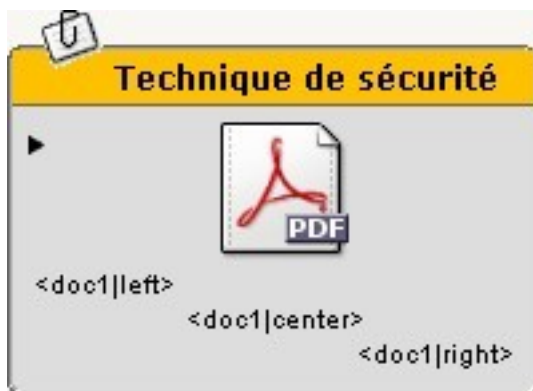 Technique de sécurité
PDF
<doc1|left>
<doc1|center>
<doc1|right>